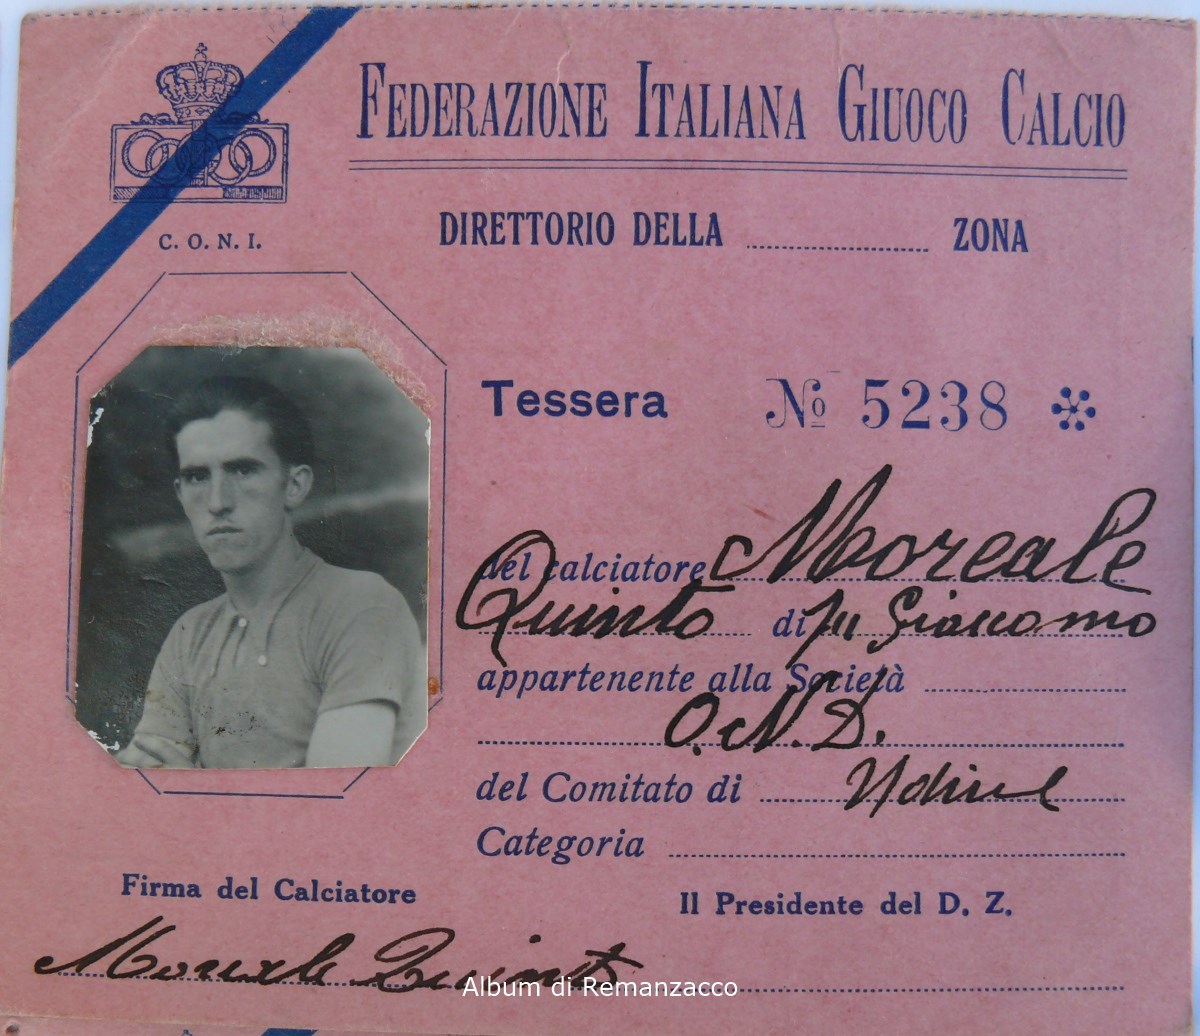 FEDERAZIONE ITALIANA GIUOCO CALCIO
C. O. N. I.
DIRETTORIO DELLA ZONA
Tessera № 5238
del calciatore Moreale
Quinto di fu Giacomo
appartenente alla Società
O.N.D.
del Comitato di Udine
Categoria
Firma del Calciatore
Il Presidente del D. Z.
Moreale Quinto
Album di Remanzacco